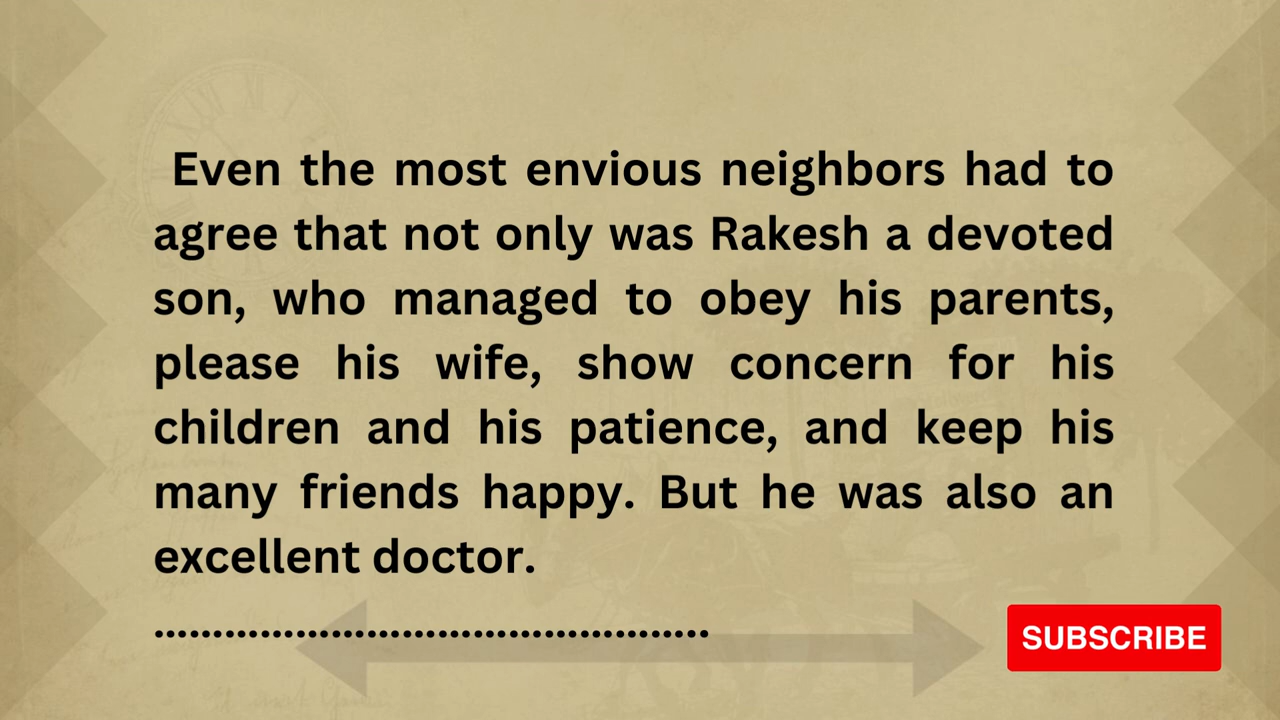 Even the most envious neighbors had to
agree that not only was Rakesh a devoted
son, who managed to obey his parents,
please his wife, show concern for his
children and his patience, and keep his
many friends happy. But he was also an
excellent doctor.
................................................
SUBSCRIBE